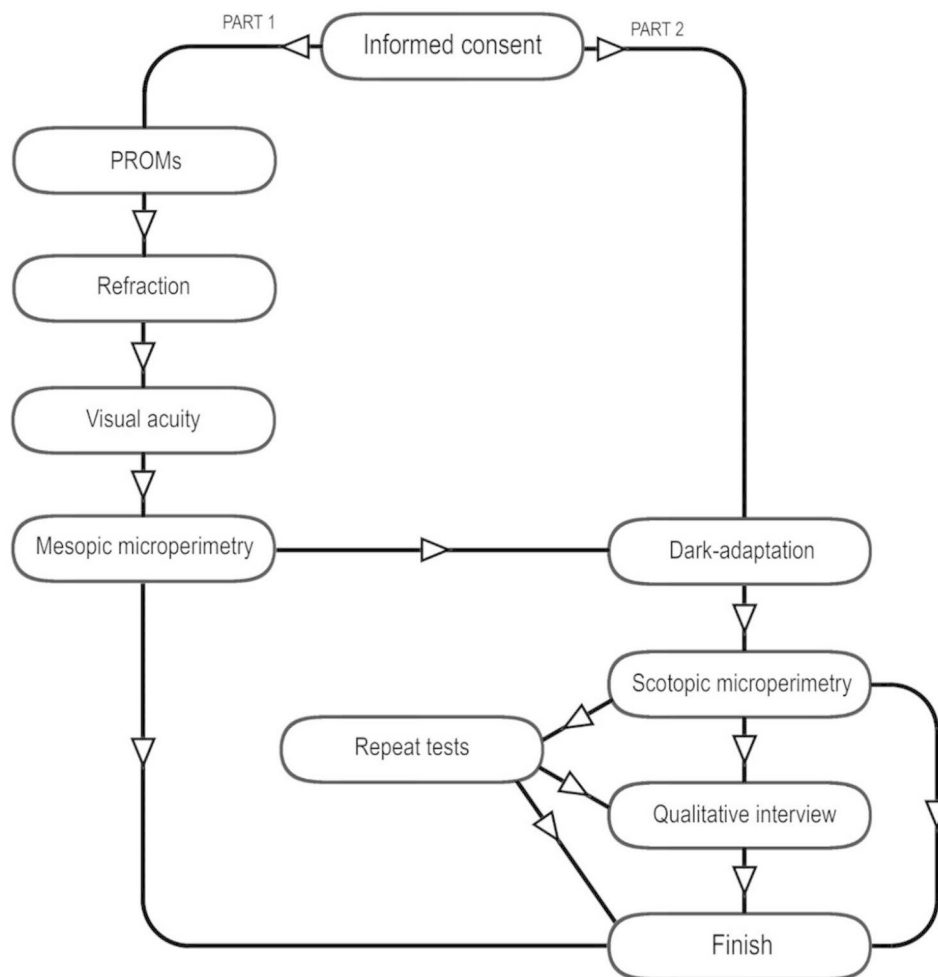 PART 1
Informed consent
PART 2
PROMs
Refraction
Visual acuity
Mesopic microperimetry
Dark-adaptation
Scotopic microperimetry
Repeat tests
Qualitative interview
Finish